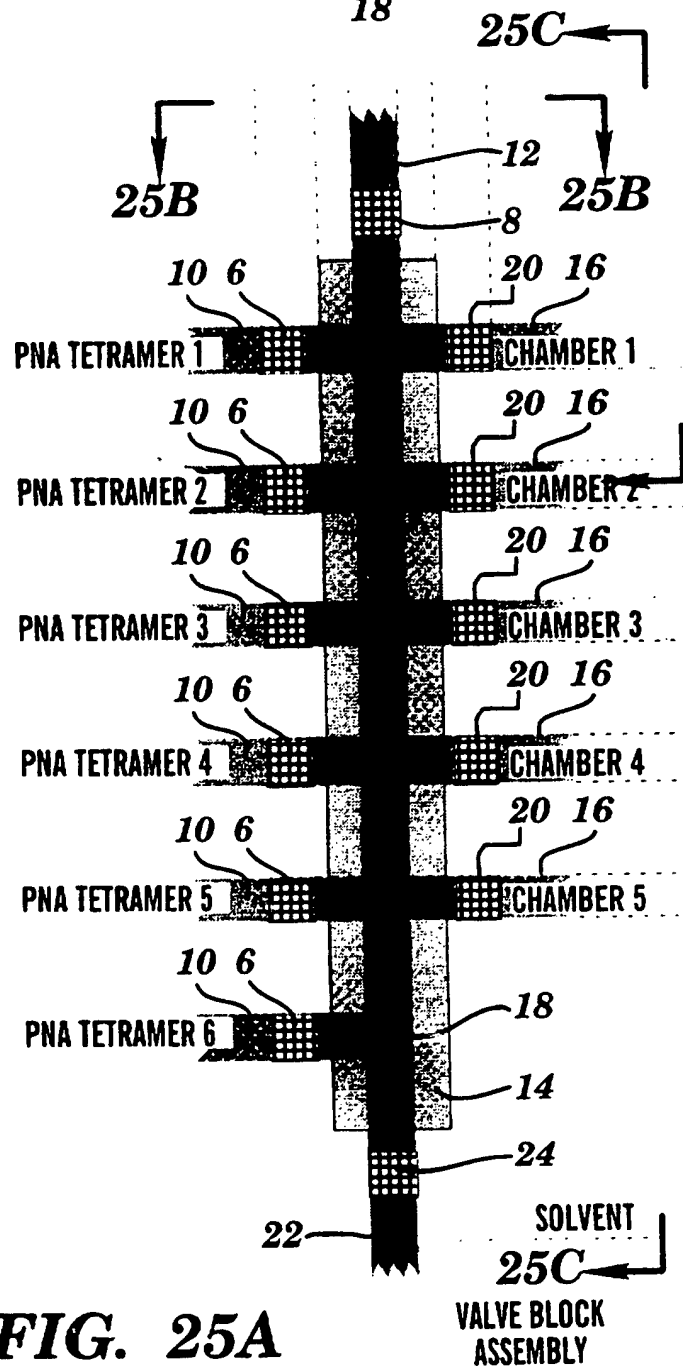 18
25C
12
25B
8
25B
10 6 20 16
PNA TETRAMER 1 CHAMBER 1
10 6 20 16
PNA TETRAMER 2 CHAMBER 2
10 6 20 16
PNA TETRAMER 3 CHAMBER 3
10 6 20 16
PNA TETRAMER 4 CHAMBER 4
10 6 20 16
PNA TETRAMER 5 CHAMBER 5
10 6
PNA TETRAMER 6
18
14
24
22
SOLVENT
25C
FIG. 25A
VALVE BLOCK
ASSEMBLY